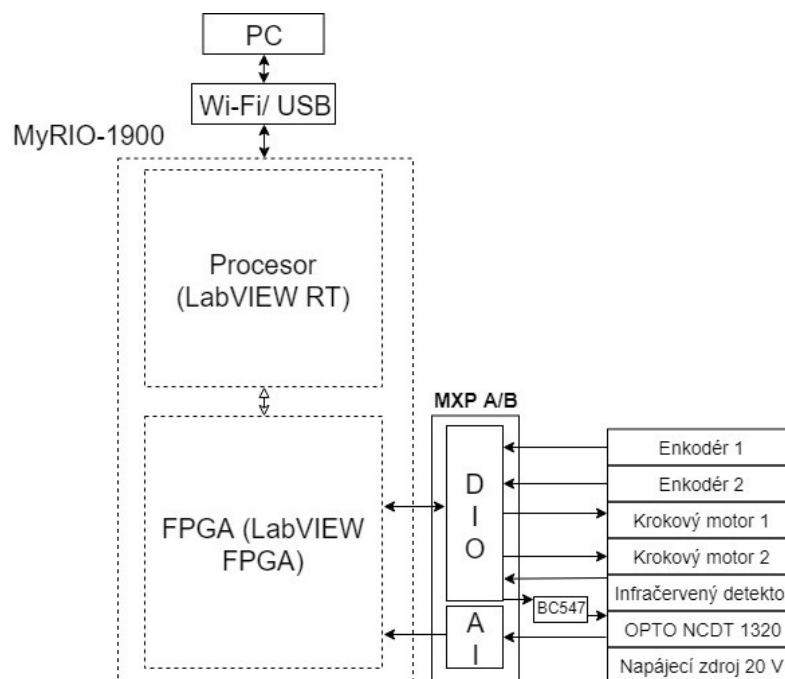 PC
Wi-Fi/ USB
MyRIO-1900
Procesor
(LabVIEW RT)
MXP A/B
FPGA (LabVIEW
FPGA)
D
I
O
A
I
Enkodér 1
Enkodér 2
Krokový motor 1
Krokový motor 2
Infračervený detekto
BC547
OPTO NCDT 1320
Napájecí zdroj 20 V